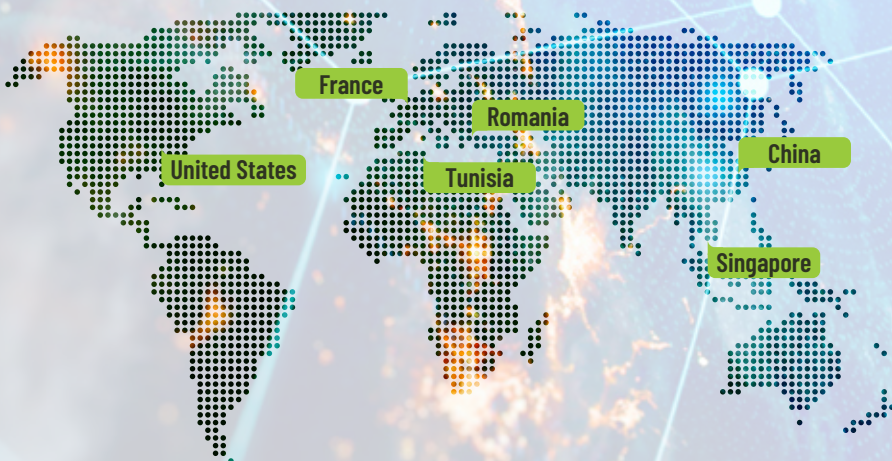 France
Romania
China
United States
Tunisia
Singapore